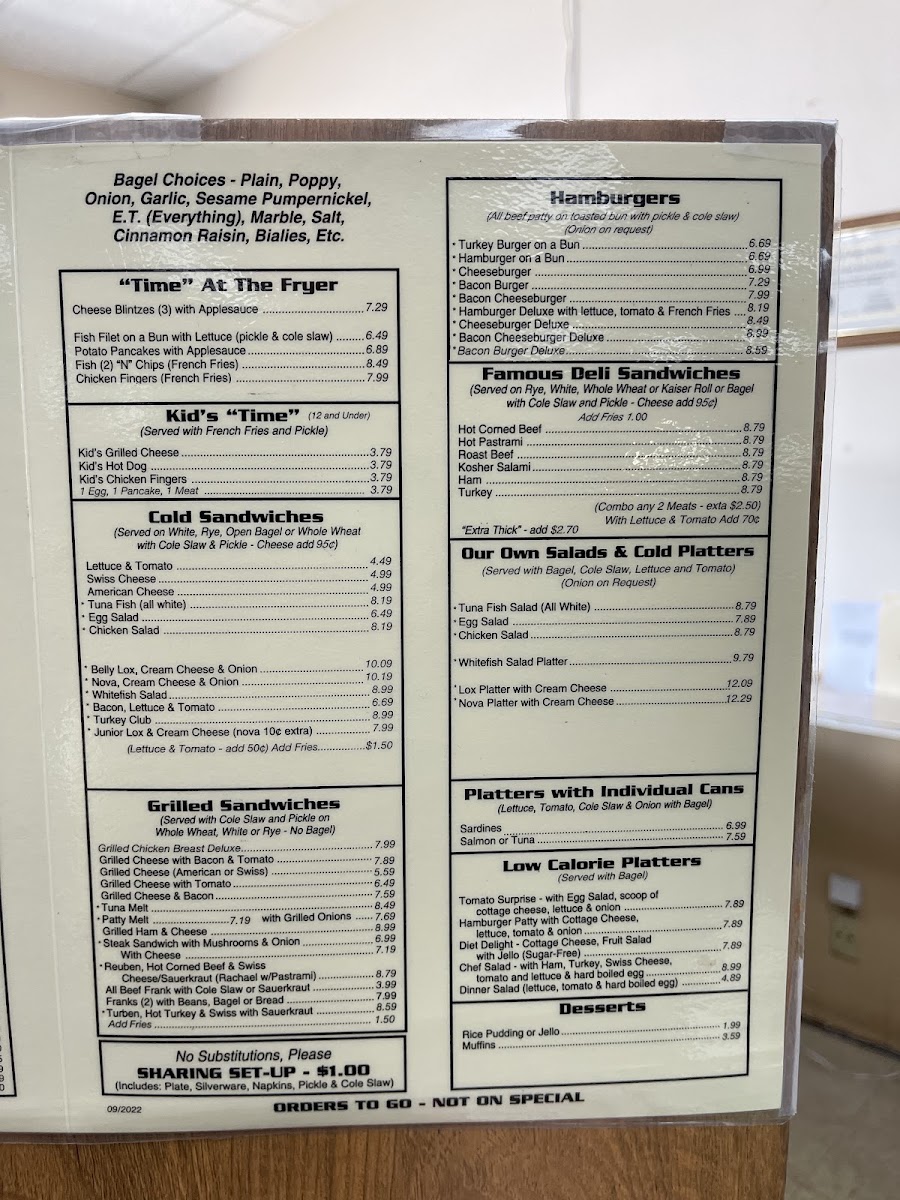 Bagel Choices - Plain, Poppy,
Onion, Garlic, Sesame Pumpernickel,
E.T. (Everything), Marble, Salt,
Cinnamon Raisin, Bialies, Etc.
"Time" At The Fryer
Cheese Blintzes (3) with Applesauce 7.29
Fish Filet on a Bun with Lettuce (pickle & cole slaw) 6.49
Potato Pancakes with Applesauce 6.89
Fish (2) "N" Chips (French Fries) 8.49
Chicken Fingers (French Fries) 7.99
Kid's "Time" (12 and Under)
(Served with French Fries and Pickle)
Kid's Grilled Cheese 3.79
Kid's Hot Dog 3.79
Kid's Chicken Fingers 3.79
1 Egg, 1 Pancake, 1 Meat 3.79
Cold Sandwiches
(Served on White, Rye, Open Bagel or Whole Wheat
with Cole Slaw & Pickle - Cheese add 95¢)
Lettuce & Tomato 4.49
Swiss Cheese 4.99
American Cheese 4.99
• Tuna Fish (all white) 8.19
• Egg Salad 6.49
• Chicken Salad 8.19
• Belly Lox, Cream Cheese & Onion 10.09
• Nova, Cream Cheese & Onion 10.19
• Whitefish Salad 8.99
• Bacon, Lettuce & Tomato 6.69
• Turkey Club 8.99
• Junior Lox & Cream Cheese (nova 10¢ extra) 7.99
(Lettuce & Tomato - add 50¢) Add Fries $1.50
Grilled Sandwiches
(Served with Cole Slaw and Pickle on
Whole Wheat, White or Rye - No Bagel)
Grilled Chicken Breast Deluxe 7.99
Grilled Cheese with Bacon & Tomato 7.89
Grilled Cheese (American or Swiss) 5.59
Grilled Cheese with Tomato 6.49
Grilled Cheese & Bacon 7.59
• Tuna Melt 8.49
• Patty Melt 7.19 with Grilled Onions 7.69
Grilled Ham & Cheese 8.99
• Steak Sandwich with Mushrooms & Onion 6.99
With Cheese 7.19
• Reuben, Hot Corned Beef & Swiss
Cheese/Sauerkraut (Rachael w/Pastrami) 8.79
All Beef Frank with Cole Slaw or Sauerkraut 3.99
Franks (2) with Beans, Bagel or Bread 7.99
• Turben, Hot Turkey & Swiss with Sauerkraut 8.59
Add Fries 1.50
No Substitutions, Please
SHARING SET-UP - $1.00
(Includes: Plate, Silverware, Napkins, Pickle & Cole Slaw)
09/2022
Hamburgers
(All beef patty on toasted bun with pickle & cole slaw)
(Onion on request)
• Turkey Burger on a Bun 6.69
• Hamburger on a Bun 6.69
• Cheeseburger 6.99
• Bacon Burger 7.29
• Bacon Cheeseburger 7.99
• Hamburger Deluxe with lettuce, tomato & French Fries 8.19
• Cheeseburger Deluxe 8.49
• Bacon Cheeseburger Deluxe 8.99
• Bacon Burger Deluxe 8.59
Famous Deli Sandwiches
(Served on Rye, White, Whole Wheat or Kaiser Roll or Bagel
with Cole Slaw and Pickle - Cheese add 95¢)
Add Fries 1.00
Hot Corned Beef 8.79
Hot Pastrami 8.79
Roast Beef 8.79
Kosher Salami 8.79
Ham 8.79
Turkey 8.79
(Combo any 2 Meats - exta $2.50)
With Lettuce & Tomato Add 70¢
"Extra Thick" - add $2.70
Our Own Salads & Cold Platters
(Served with Bagel, Cole Slaw, Lettuce and Tomato)
(Onion on Request)
• Tuna Fish Salad (All White) 8.79
• Egg Salad 7.89
• Chicken Salad 8.79
• Whitefish Salad Platter 9.79
• Lox Platter with Cream Cheese 12.09
• Nova Platter with Cream Cheese 12.29
Platters with Individual Cans
(Lettuce, Tomato, Cole Slaw & Onion with Bagel)
Sardines 6.99
Salmon or Tuna 7.59
Low Calorie Platters
(Served with Bagel)
Tomato Surprise - with Egg Salad, scoop of
cottage cheese, lettuce & onion 7.89
Hamburger Patty with Cottage Cheese,
lettuce, tomato & onion 7.89
Diet Delight - Cottage Cheese, Fruit Salad
with Jello (Sugar-Free) 7.89
Chef Salad - with Ham, Turkey, Swiss Cheese,
tomato and lettuce & hard boiled egg 8.99
Dinner Salad (lettuce, tomato & hard boiled egg) 4.89
Desserts
Rice Pudding or Jello 1.99
Muffins 3.59
ORDERS TO GO - NOT ON SPECIAL